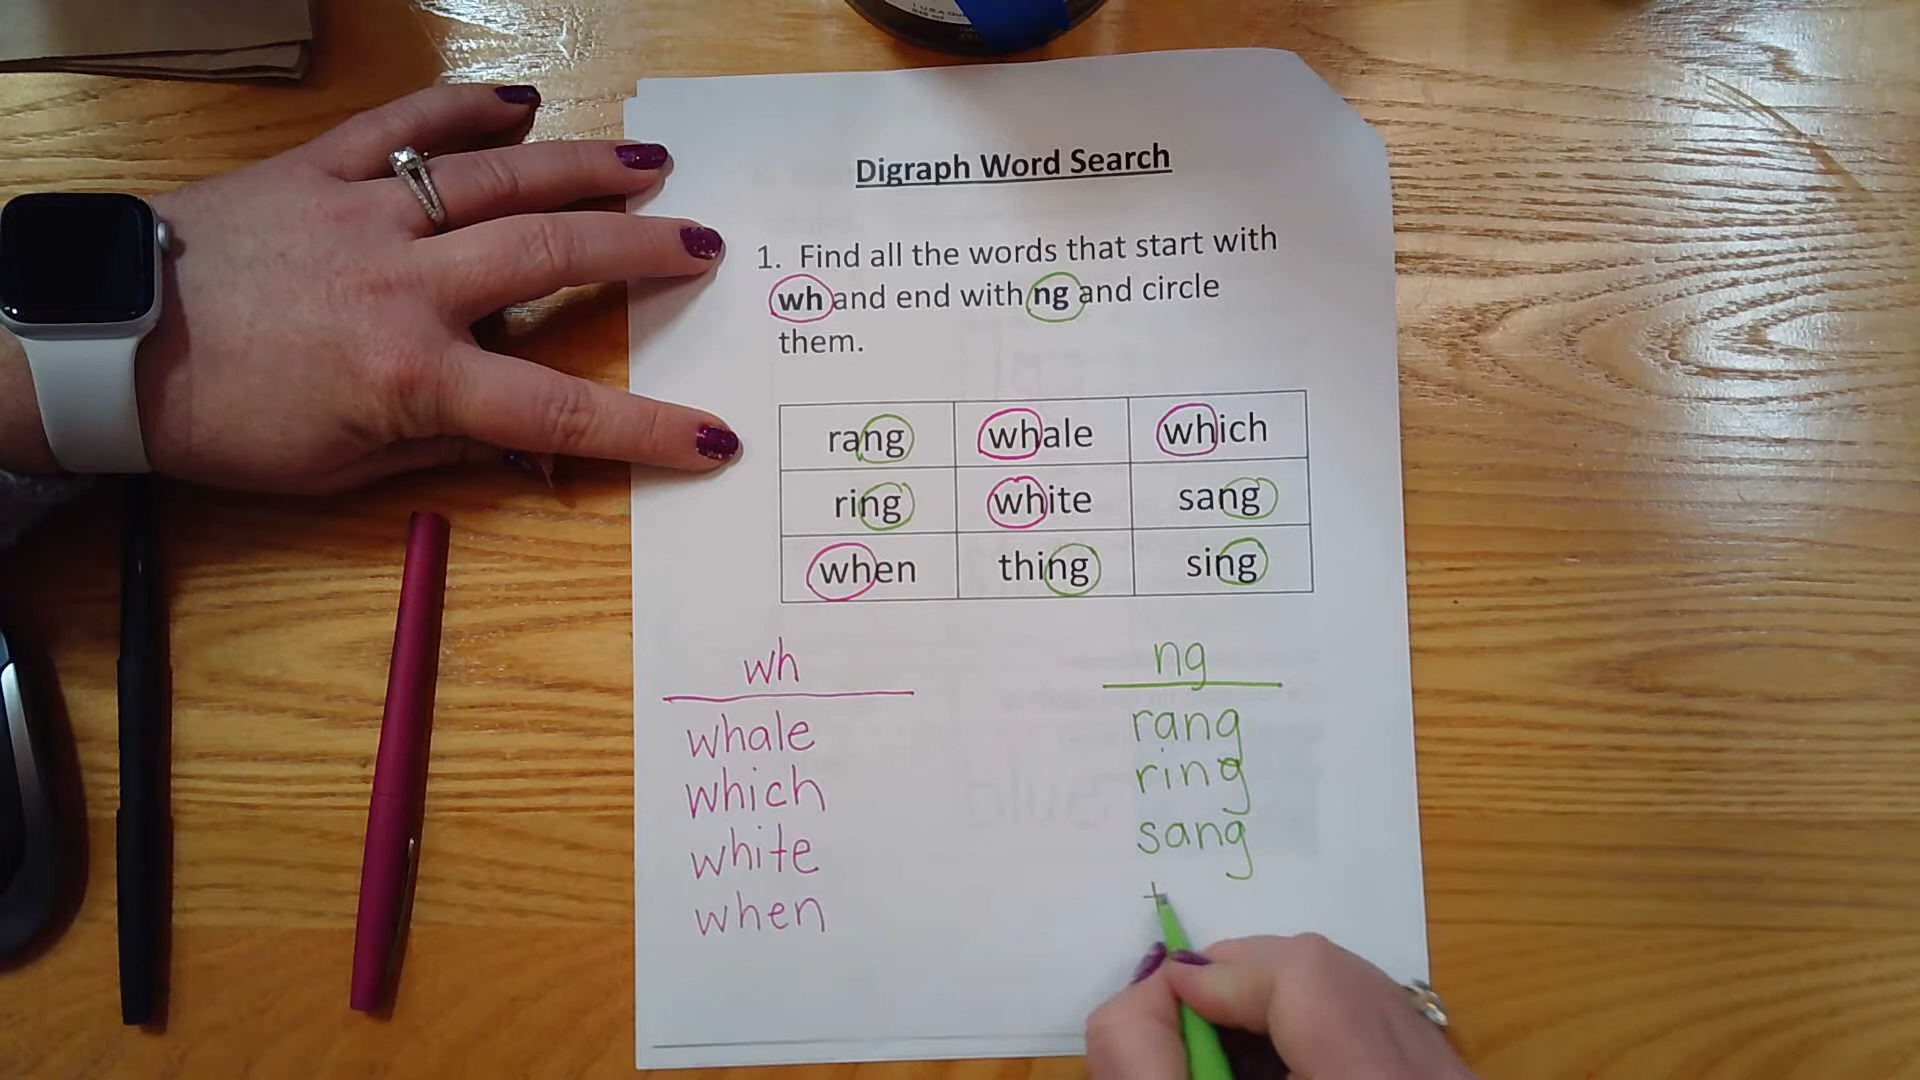 Digraph Word Search
1. Find all the words that start with
wh and end with ng and circle
them.
rang whale which
ring white sang
when thing sing
wh ng
whale rang
which ring
white sang
when t